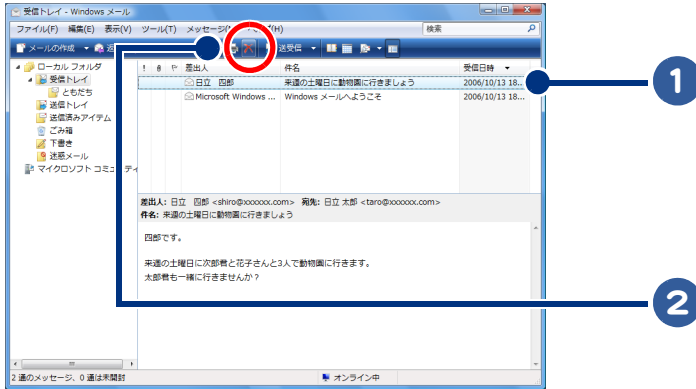 受信トレイ - Windows メール
ファイル(F) 編集(E) 表示(V) ツール(T) メッセージ(H)
検索
メールの作成
送受信
ローカル フォルダ
受信トレイ
ともだち
送信トレイ
送信済みアイテム
ごみ箱
下書き
迷惑メール
マイクロソフト コミュ ティ
! 差出人 件名 受信日時
日立 四郎 来週の土曜日に動物園に行きましょう 2006/10/13 18...
Microsoft Windows ... Windows メールへようこそ 2006/10/13 18...
1
差出人: 日立 四郎 <shiro@xxxxxx.com> 宛先: 日立 太郎 <taro@xxxxxx.com>
件名: 来週の土曜日に動物園に行きましょう
四郎です。
来週の土曜日に次郎君と花子さんと3人で動物園に行きます。
太郎君も一緒に行きませんか？
2
2 通のメッセージ、0 通は未開封
オンライン中